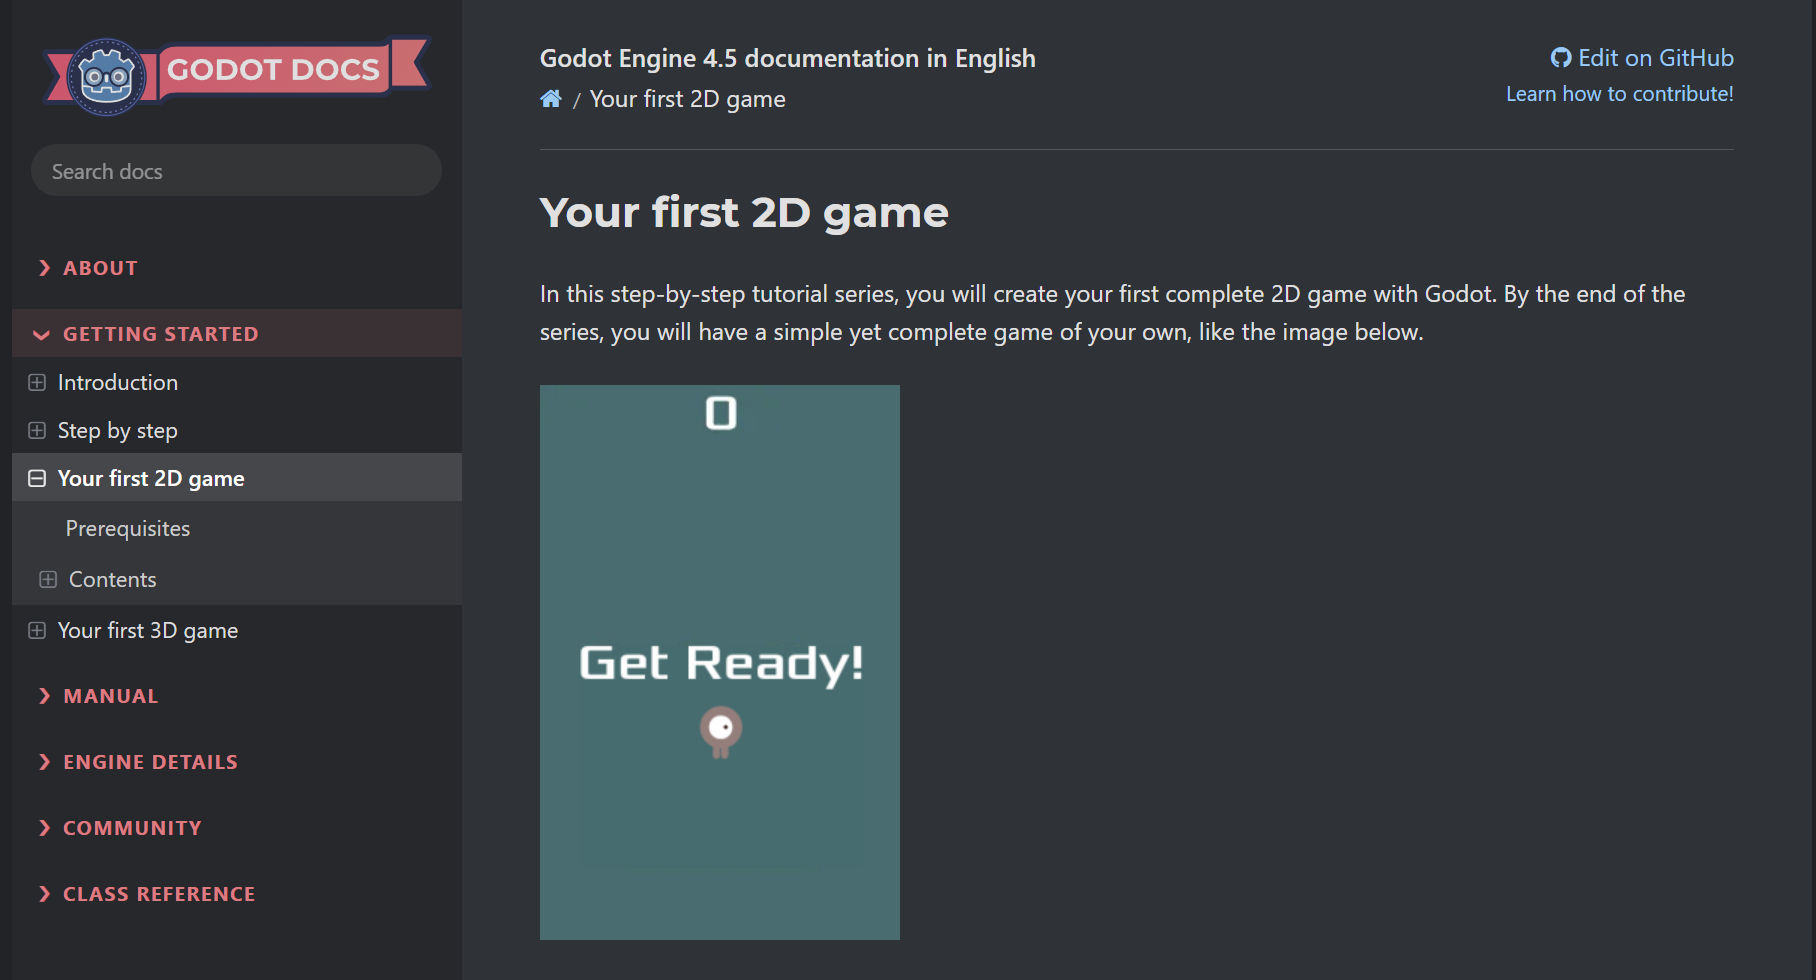 GODOT DOCS
Search docs
ABOUT
GETTING STARTED
Introduction
Step by step
Your first 2D game
Prerequisites
Contents
Your first 3D game
MANUAL
ENGINE DETAILS
COMMUNITY
CLASS REFERENCE
Godot Engine 4.5 documentation in English
/ Your first 2D game
Edit on GitHub
Learn how to contribute!
Your first 2D game
In this step-by-step tutorial series, you will create your first complete 2D game with Godot. By the end of the
series, you will have a simple yet complete game of your own, like the image below.
0
Get Ready!